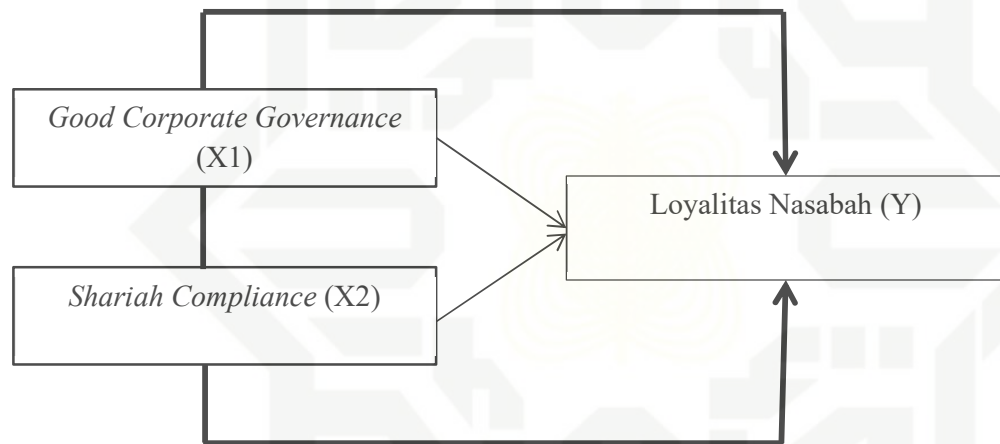 Good Corporate Governance
(X1)
Loyalitas Nasabah (Y)
Shariah Compliance (X2)